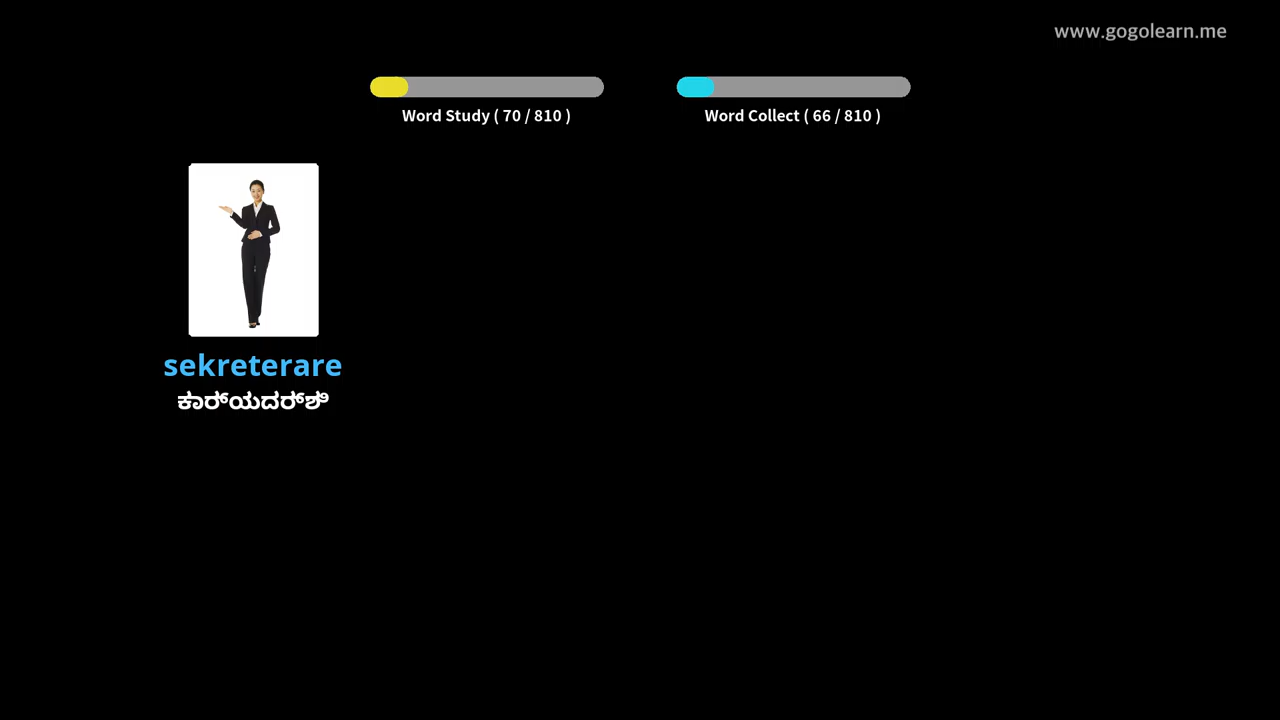 www.gogolearn.me
Word Study ( 70 / 810 )
Word Collect ( 66 / 810 )
sekreterare
ಕಾರ್ಯದರ್ಶಿ